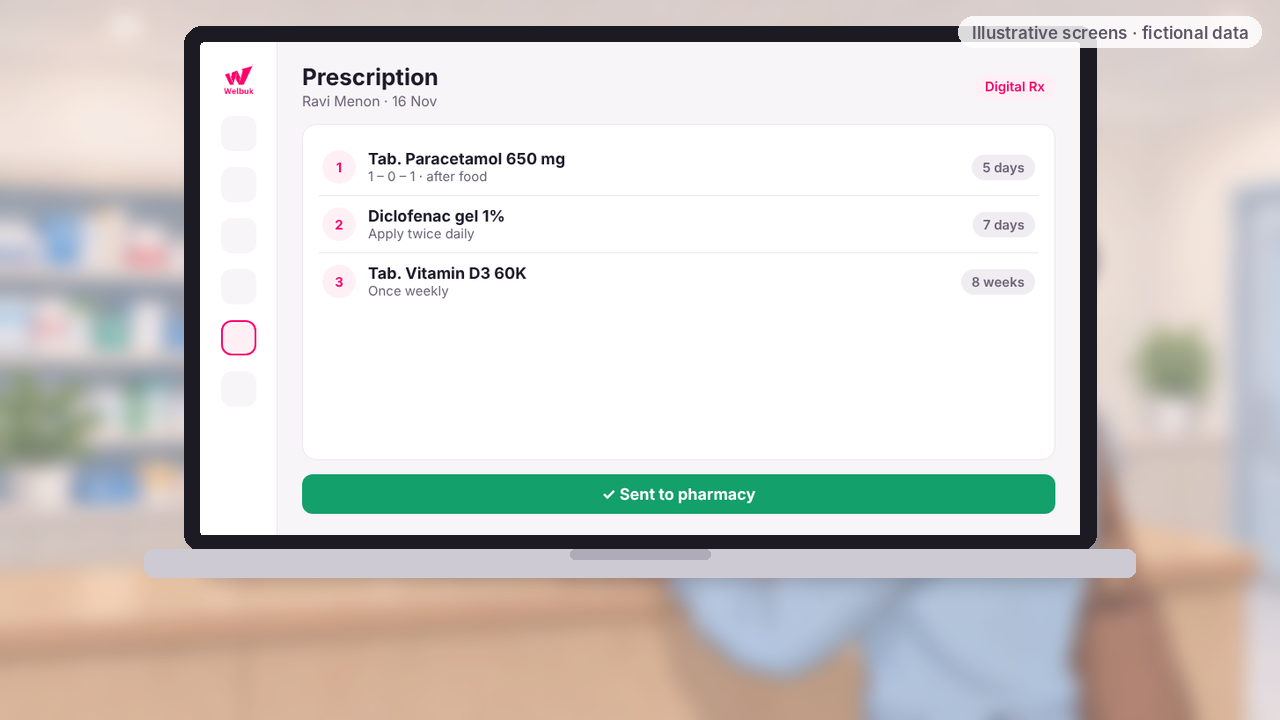 Illustrative screens · fictional data
Welbuk
Prescription
Ravi Menon · 16 Nov
Digital Rx
1
Tab. Paracetamol 650 mg
1 – 0 – 1 · after food
5 days
2
Diclofenac gel 1%
Apply twice daily
7 days
3
Tab. Vitamin D3 60K
Once weekly
8 weeks
✓ Sent to pharmacy